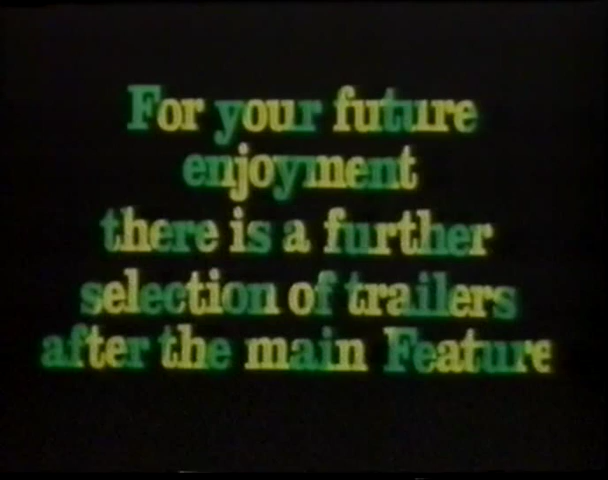 For your future
enjoyment
there is a further
selection of trailers
after the main Feature